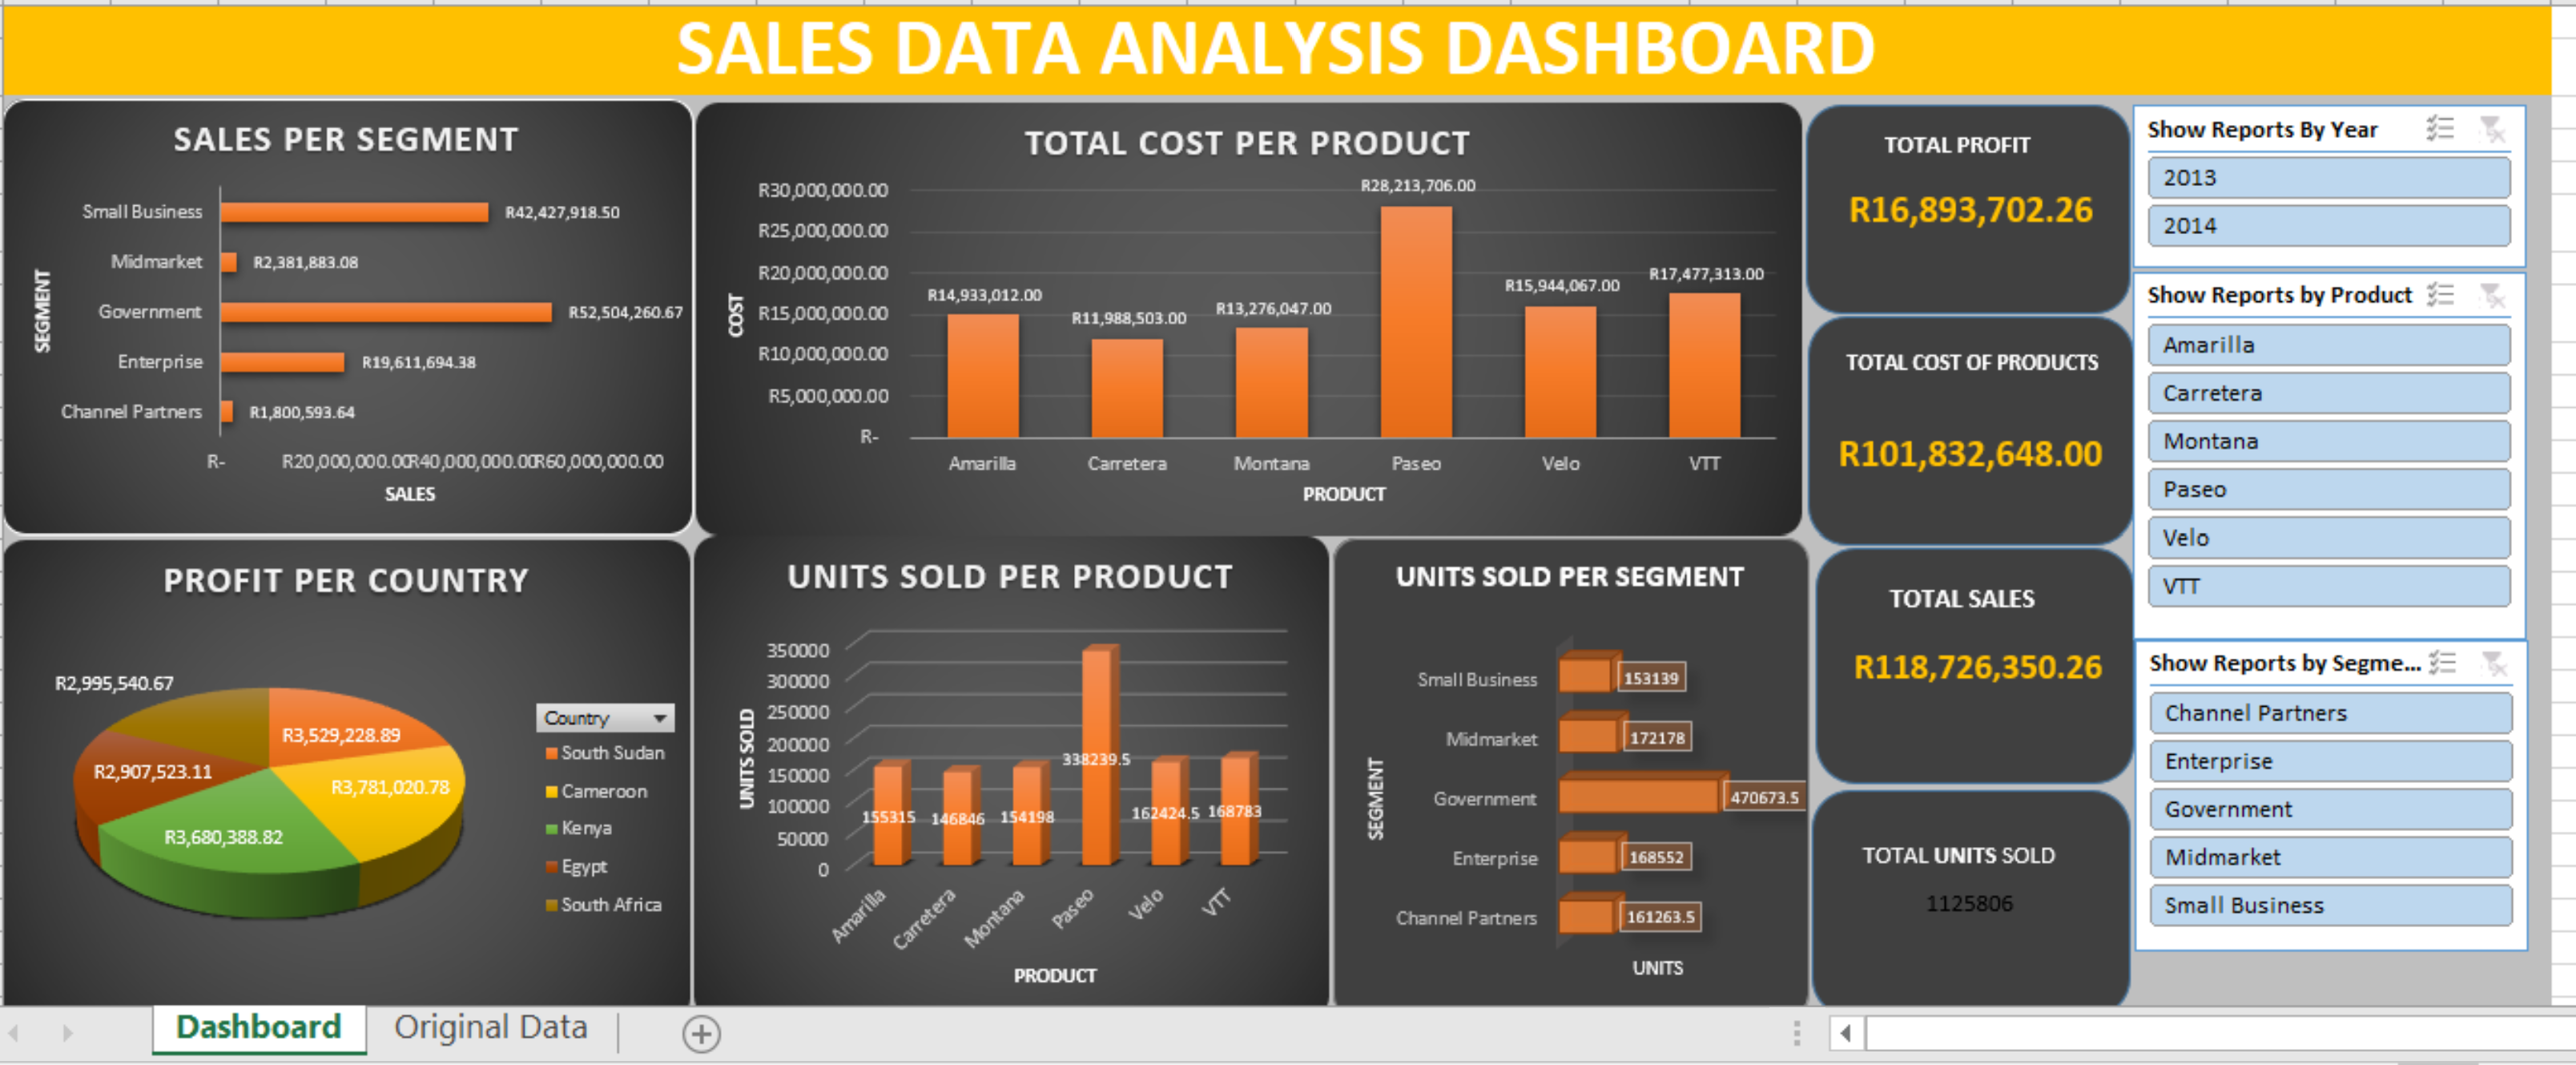 SALES DATA ANALYSIS DASHBOARD
SALES PER SEGMENT
SEGMENT
Small Business R42,427,918.50
Midmarket R2,381,883.08
Government R52,504,260.67
Enterprise R19,611,694.38
Channel Partners R1,800,593.64
R- R20,000,000.00 R40,000,000.00 R60,000,000.00
SALES
TOTAL COST PER PRODUCT
COST
R30,000,000.00
R25,000,000.00
R20,000,000.00
R15,000,000.00
R10,000,000.00
R5,000,000.00
R-
R14,933,012.00
R11,988,503.00
R13,276,047.00
R28,213,706.00
R15,944,067.00
R17,477,313.00
Amarilla Carretera Montana Paseo Velo VTT
PRODUCT
TOTAL PROFIT
R16,893,702.26
TOTAL COST OF PRODUCTS
R101,832,648.00
TOTAL SALES
R118,726,350.26
TOTAL UNITS SOLD
1125806
Show Reports By Year
2013
2014
Show Reports by Product
Amarilla
Carretera
Montana
Paseo
Velo
VTT
Show Reports by Segme...
Channel Partners
Enterprise
Government
Midmarket
Small Business
PROFIT PER COUNTRY
R2,995,540.67
R3,529,228.89
R2,907,523.11
R3,781,020.78
R3,680,388.82
Country
South Sudan
Cameroon
Kenya
Egypt
South Africa
UNITS SOLD PER PRODUCT
UNITS SOLD
350000
300000
250000
200000
150000
100000
50000
0
155315 146846 154198 338239.5 162424.5 168783
Amarilla Carretera Montana Paseo Velo VTT
PRODUCT
UNITS SOLD PER SEGMENT
SEGMENT
Small Business 153139
Midmarket 172178
Government 470673.5
Enterprise 168552
Channel Partners 161263.5
UNITS
Dashboard Original Data